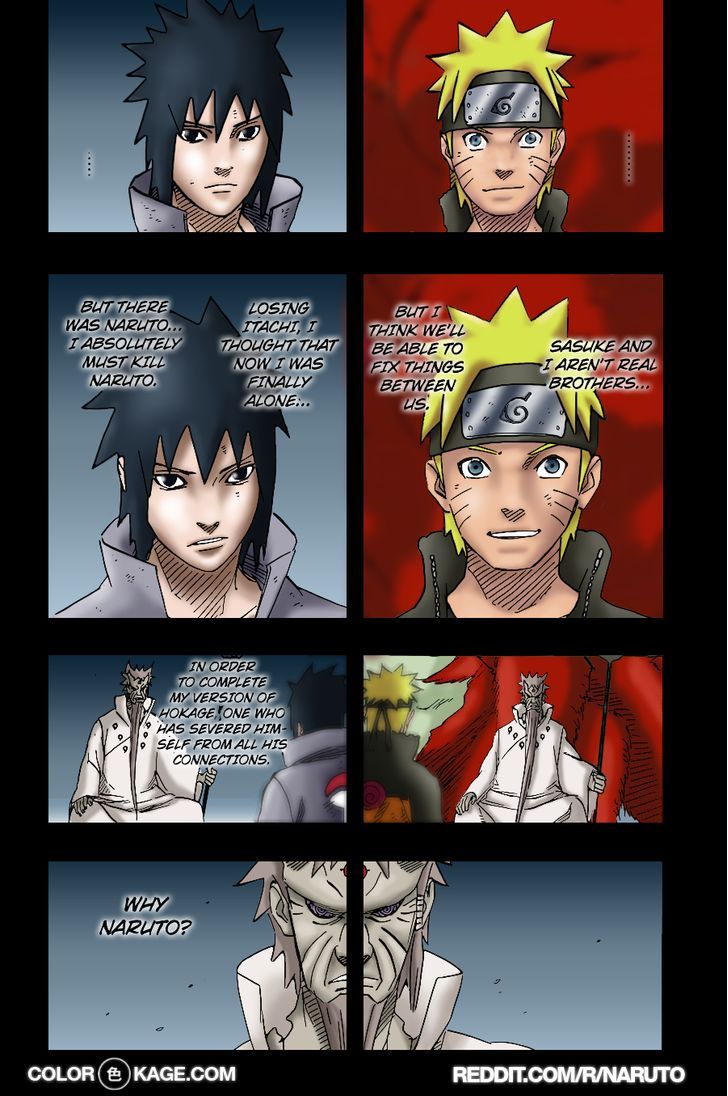 ......
.......
SASUKE AND
I AREN'T REAL
BROTHERS...
BUT I
THINK WE'LL
BE ABLE TO
FIX THINGS
BETWEEN
US.
LOSING
ITACHI, I
THOUGHT THAT
NOW I WAS
FINALLY
ALONE...
BUT THERE
WAS NARUTO...
I ABSOLUTELY
MUST KILL
NARUTO.
IN ORDER
TO COMPLETE
MY VERSION OF
HOKAGE, ONE WHO
HAS SEVERED HIM-
SELF FROM ALL HIS
CONNECTIONS.
WHY
NARUTO?
COLOR 色 KAGE.COM
REDDIT.COM/R/NARUTO